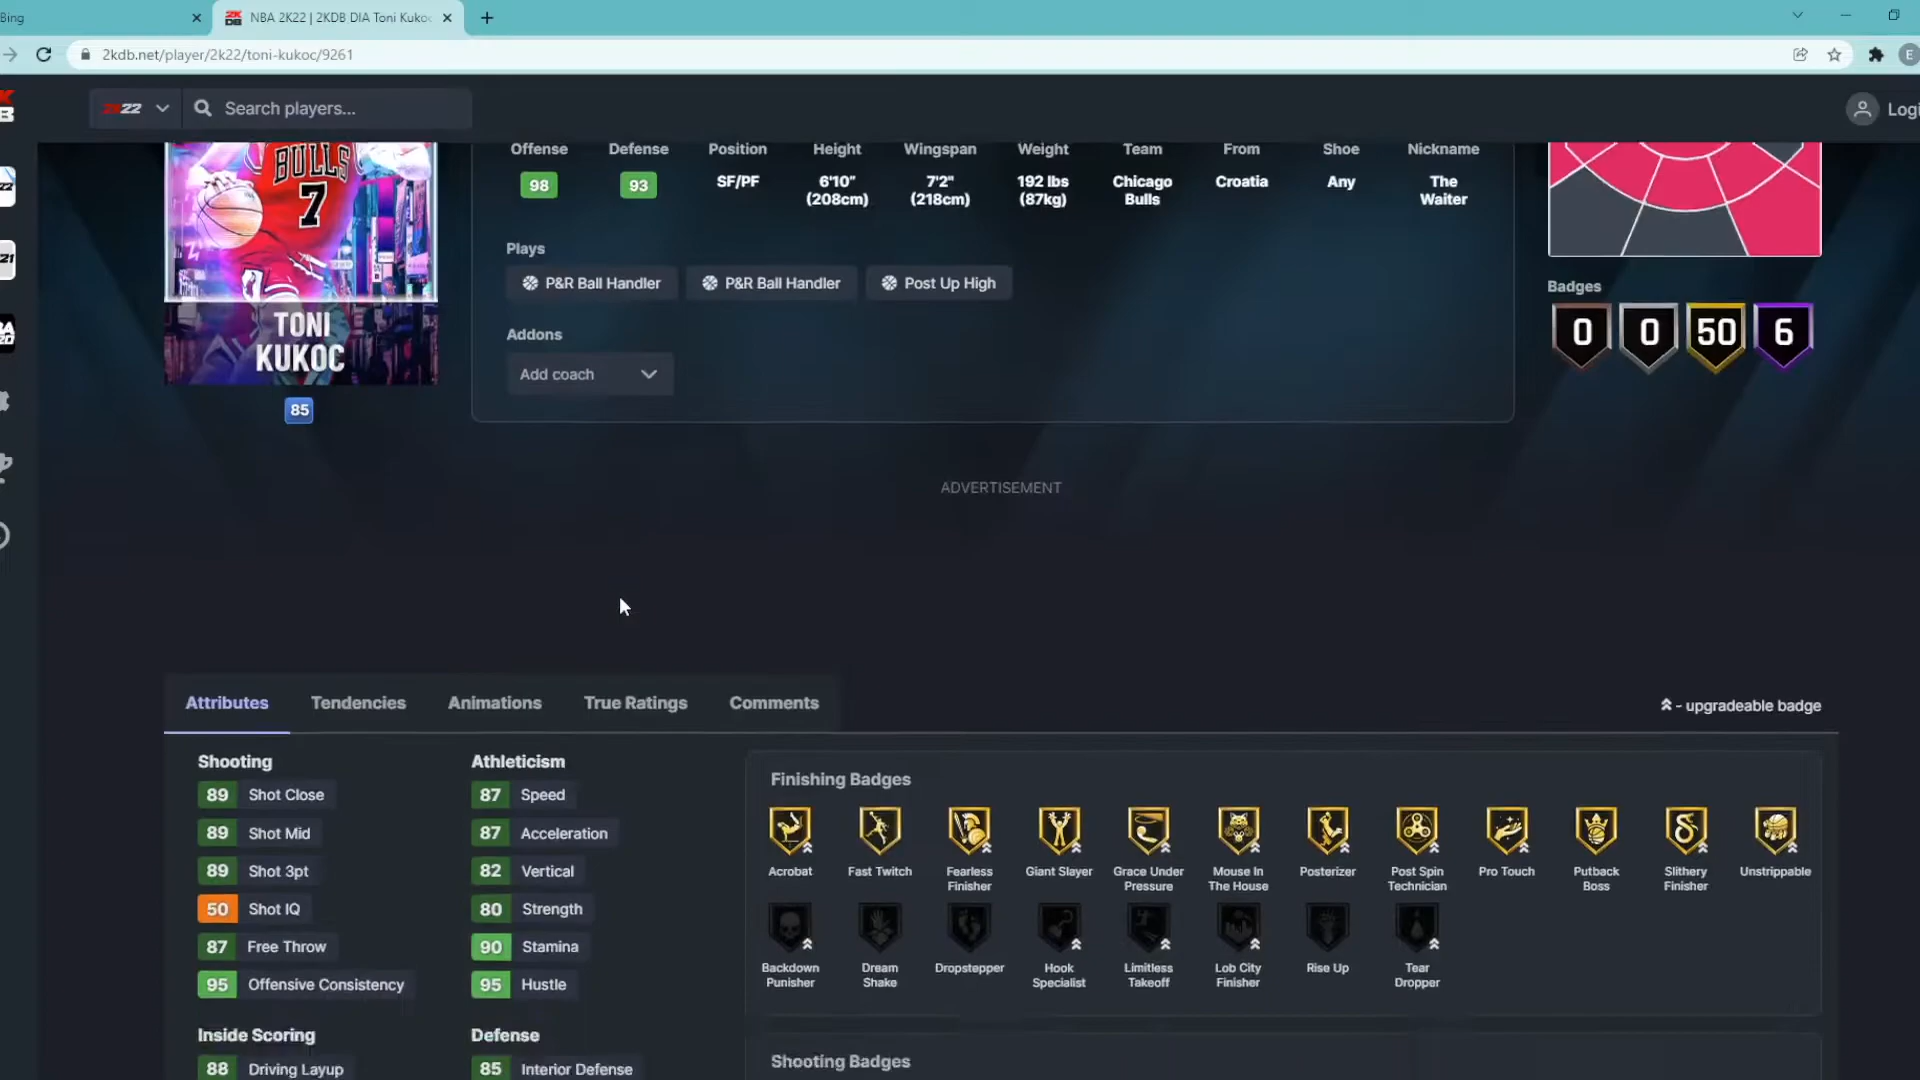 Bing
NBA 2K22 | 2KDB DIA Toni Kukoc
2kdb.net/player/2k22/toni-kukoc/9261
E
2K22
Search players...
Logi
BULLS
7
TONI
KUKOC
85
Offense Defense Position Height Wingspan Weight Team From Shoe Nickname
98 93 SF/PF 6'10" 7'2" 192 lbs Chicago Croatia Any The
(208cm) (218cm) (87kg) Bulls Waiter
Plays
P&R Ball Handler P&R Ball Handler Post Up High
Addons
Add coach
Badges
0 0 50 6
ADVERTISEMENT
Attributes Tendencies Animations True Ratings Comments
- upgradeable badge
Shooting
89 Shot Close
89 Shot Mid
89 Shot 3pt
50 Shot IQ
87 Free Throw
95 Offensive Consistency
Inside Scoring
88 Driving Layup
Athleticism
87 Speed
87 Acceleration
82 Vertical
80 Strength
90 Stamina
95 Hustle
Defense
85 Interior Defense
Finishing Badges
Acrobat Fast Twitch Fearless Giant Slayer Grace Under Mouse In Posterizer Post Spin Pro Touch Putback Slithery Unstrippable
Finisher Pressure The House Technician Boss Finisher
Backdown Dream Dropstepper Hook Limitless Lob City Rise Up Tear
Punisher Shake Specialist Takeoff Finisher Dropper
Shooting Badges